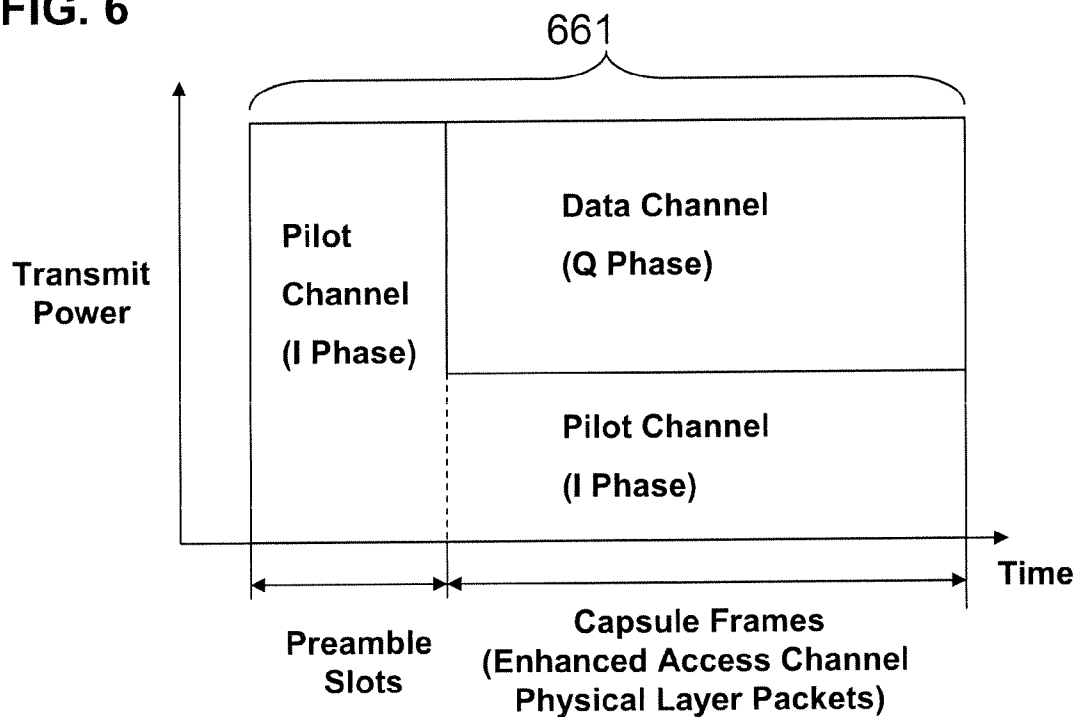 FIG. 6
661
Transmit
Power
Pilot
Channel
(I Phase)
Data Channel
(Q Phase)
Pilot Channel
(I Phase)
Time
Preamble
Slots
Capsule Frames
(Enhanced Access Channel
Physical Layer Packets)